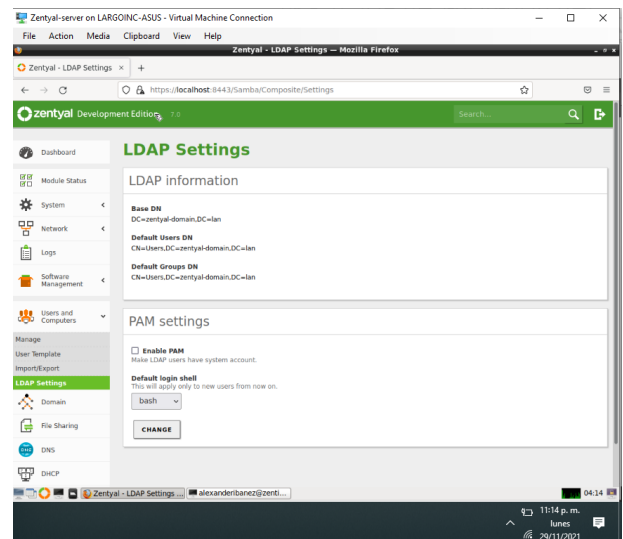 Zentyal-server on LARGOINC-ASUS - Virtual Machine Connection
File Action Media Clipboard View Help
Zentyal - LDAP Settings — Mozilla Firefox
Zentyal - LDAP Settings × +
https://localhost:8443/Samba/Composite/Settings
zentyal Development Edition 7.0
Search...
Dashboard
Module Status
System
Network
Logs
Software
Management
Users and
Computers
Manage
User Template
Import/Export
LDAP Settings
Domain
File Sharing
DNS
DHCP
LDAP Settings
LDAP information
Base DN
DC=zentyal-domain,DC=lan
Default Users DN
CN=Users,DC=zentyal-domain,DC=lan
Default Groups DN
CN=Users,DC=zentyal-domain,DC=lan
PAM settings
Enable PAM
Make LDAP users have system account.
Default login shell
This will apply only to new users from now on.
bash
CHANGE
Zentyal - LDAP Settings ... alexanderibanez@zenti... 04:14
11:14 p. m.
lunes
29/11/2021